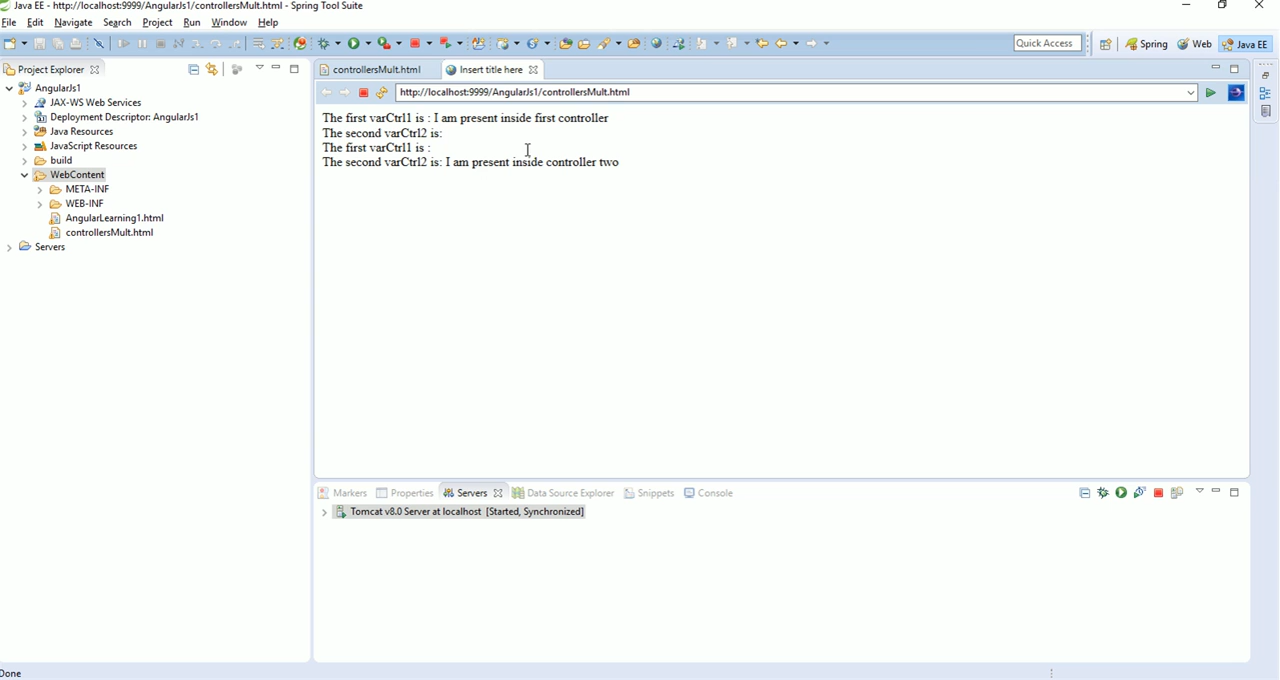 Java EE - http://localhost:9999/AngularJs1/controllersMult.html - Spring Tool Suite
File Edit Navigate Search Project Run Window Help
Quick Access Spring Web Java EE
Project Explorer
controllersMult.html Insert title here
AngularJs1
http://localhost:9999/AngularJs1/controllersMult.html
JAX-WS Web Services
Deployment Descriptor: AngularJs1
Java Resources
JavaScript Resources
build
WebContent
META-INF
WEB-INF
AngularLearning1.html
controllersMult.html
Servers
The first varCtrl1 is : I am present inside first controller
The second varCtrl2 is:
The first varCtrl1 is :
The second varCtrl2 is: I am present inside controller two
Markers Properties Servers Data Source Explorer Snippets Console
Tomcat v8.0 Server at localhost [Started, Synchronized]
Done